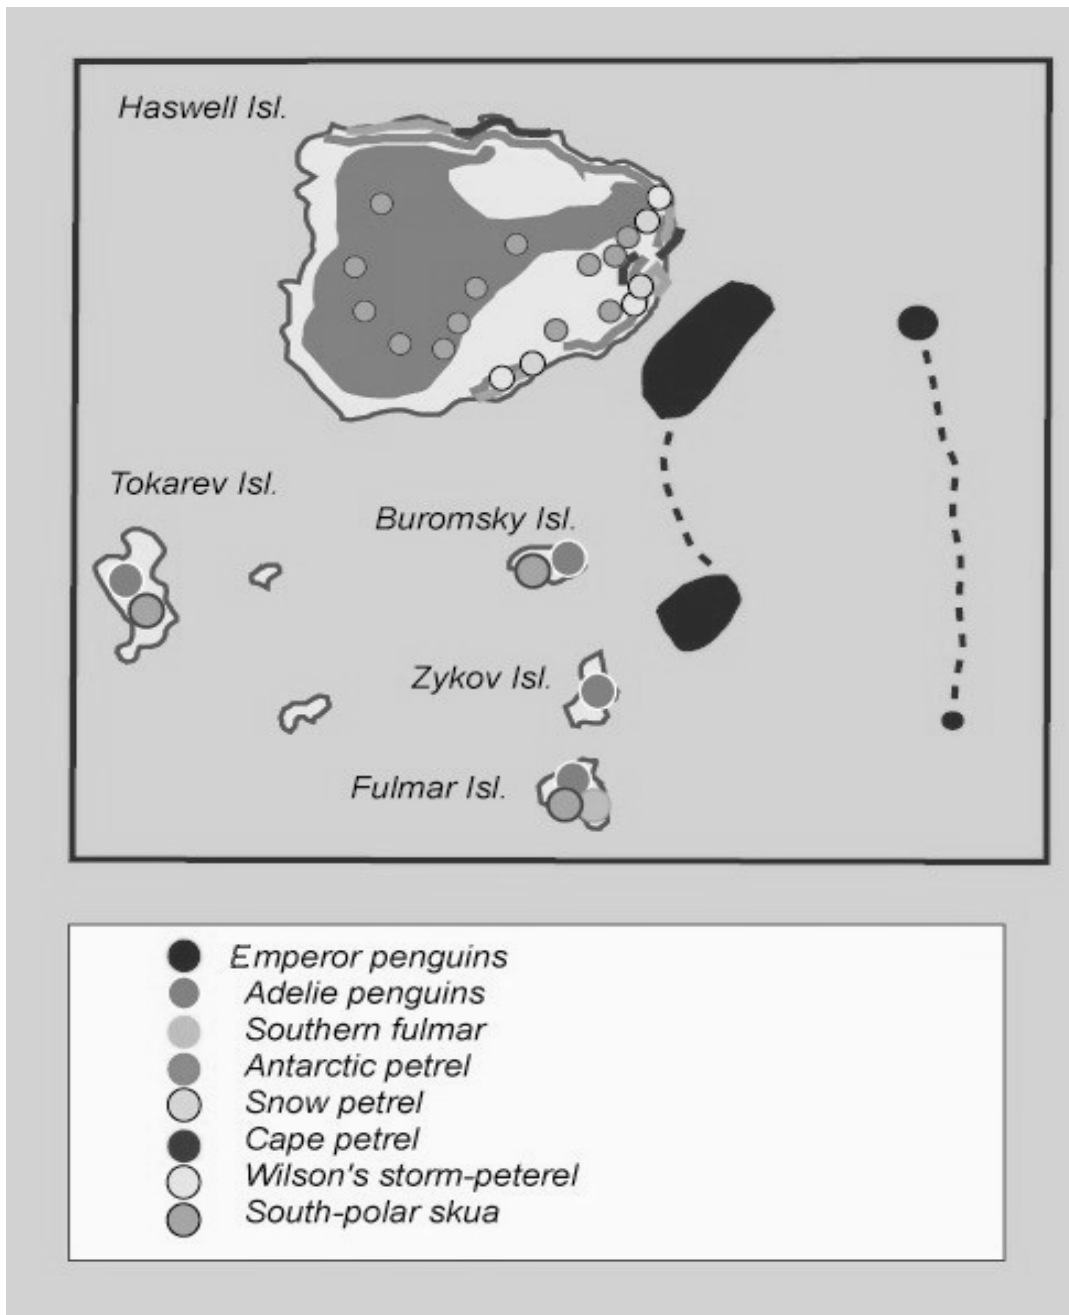 Haswell Isl.
Tokarev Isl.
Buromsky Isl.
Zykov Isl.
Fulmar Isl.
Emperor penguins
Adelie penguins
Southern fulmar
Antarctic petrel
Snow petrel
Cape petrel
Wilson's storm-peterel
South-polar skua